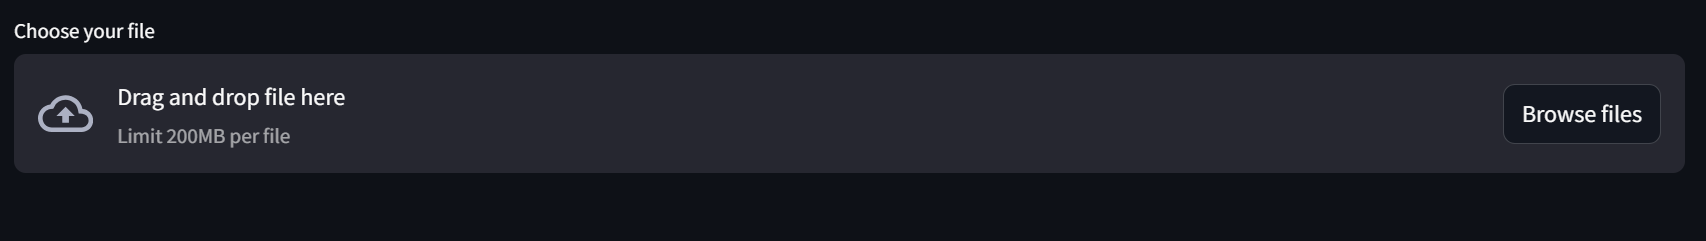 Choose your file
Drag and drop file here
Limit 200MB per file
Browse files